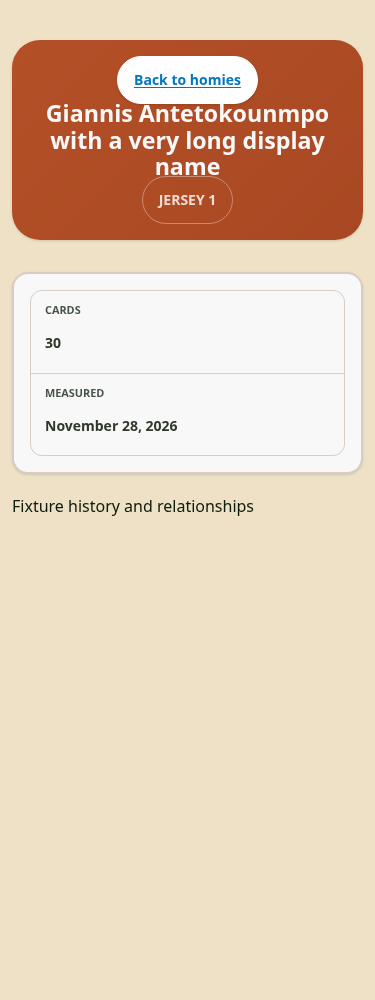 Back to homies
Giannis Antetokounmpo
with a very long display
name
JERSEY 1
CARDS
30
MEASURED
November 28, 2026
Fixture history and relationships